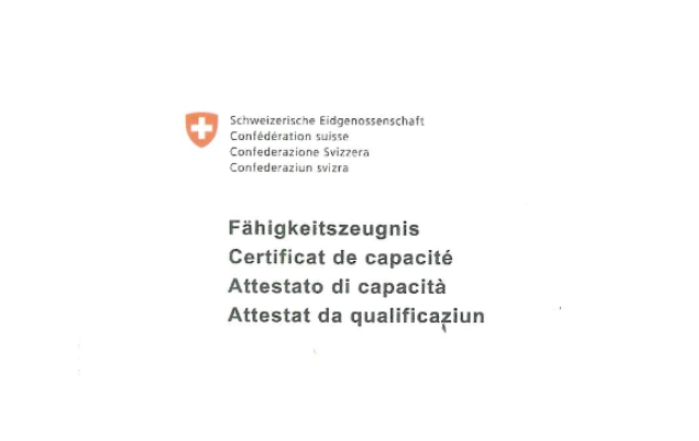 Schweizerische Eidgenossenschaft
Confédération suisse
Confederazione Svizzera
Confederaziun svizra
Fähigkeitszeugnis
Certificat de capacité
Attestato di capacità
Attestat da qualificaziun